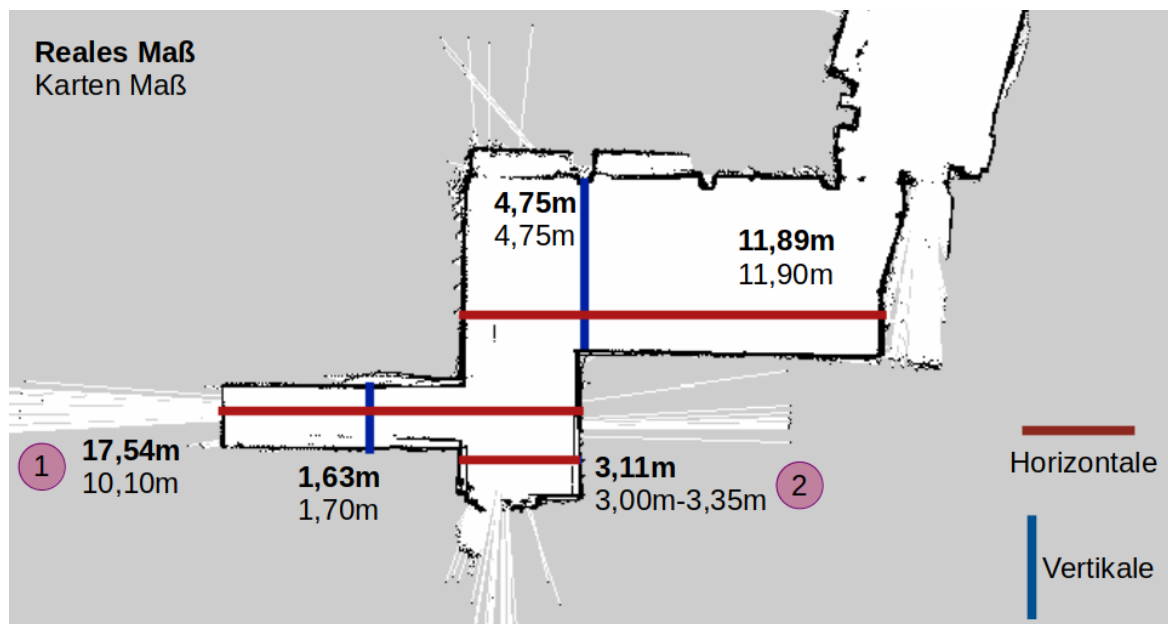 Reales Maß
Karten Maß
4,75m
4,75m
11,89m
11,90m
1
17,54m
10,10m
1,63m
1,70m
3,11m
3,00m-3,35m
2
Horizontale
Vertikale